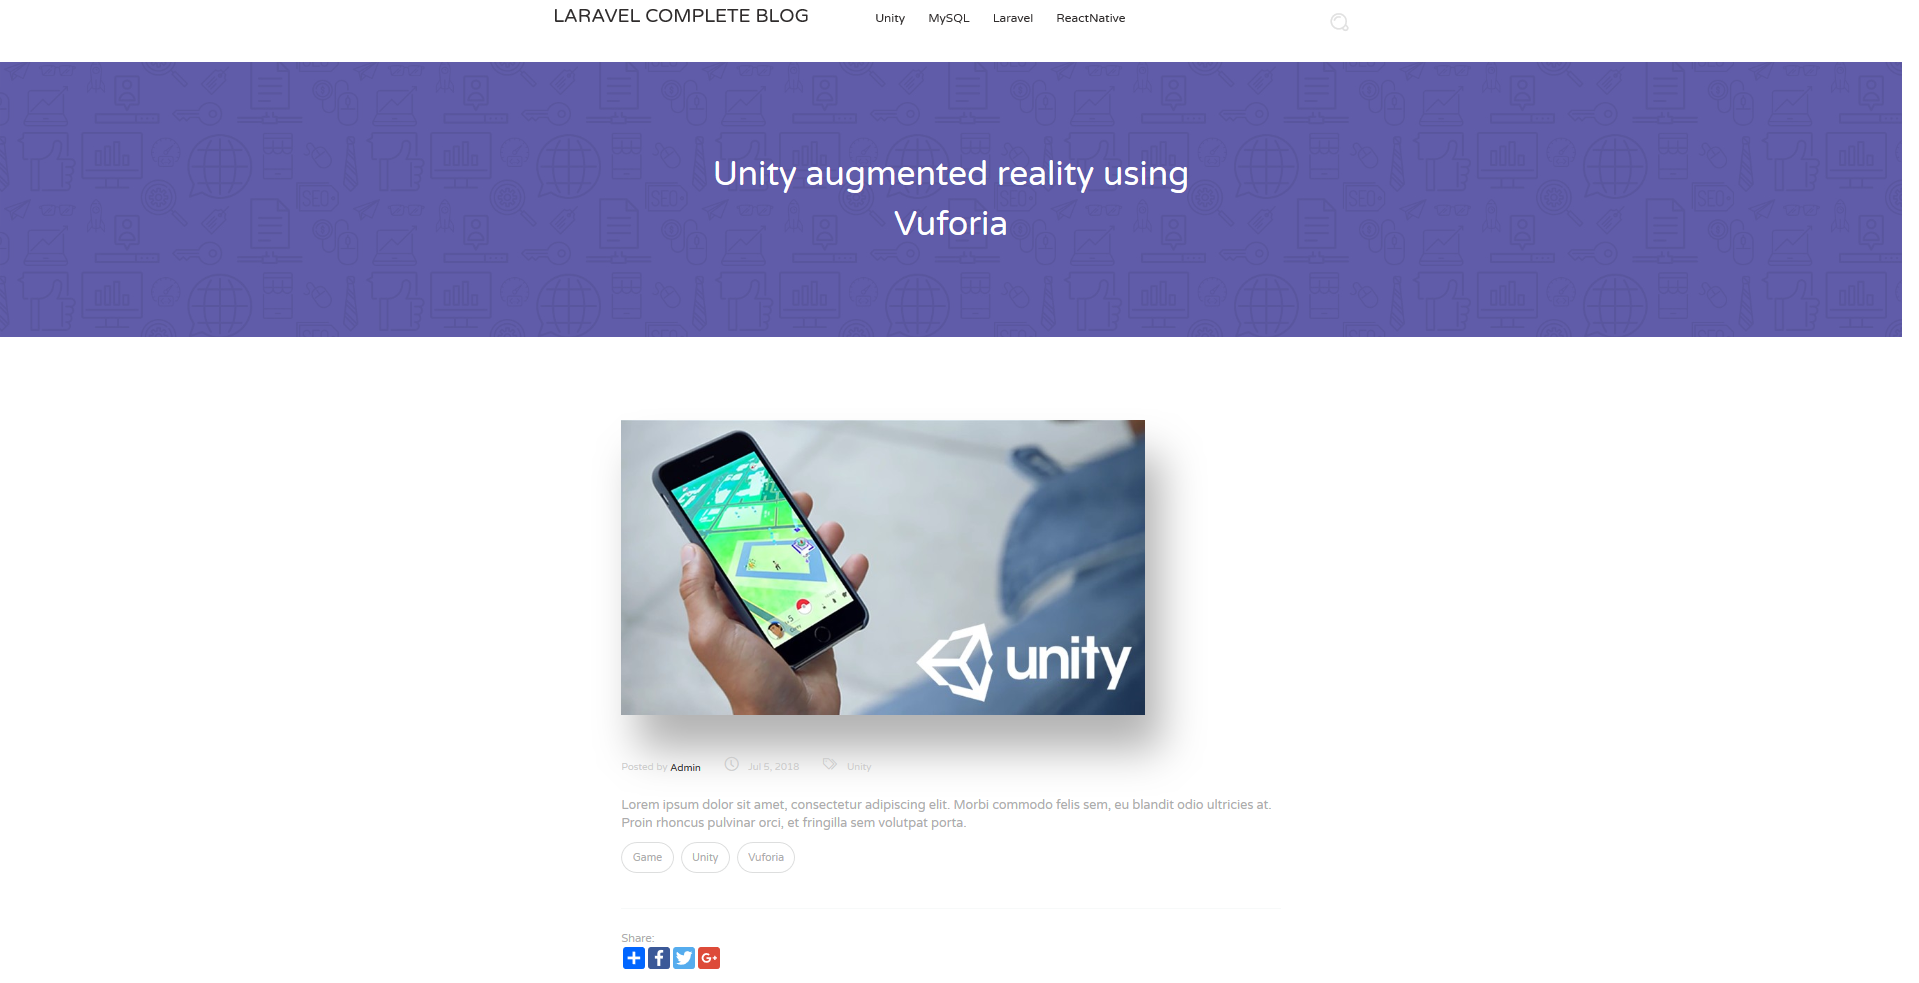 LARAVEL COMPLETE BLOG
Unity MySQL Laravel ReactNative
Unity augmented reality using
Vuforia
unity
Posted by Admin Jul 5, 2018 Unity
Lorem ipsum dolor sit amet, consectetur adipiscing elit. Morbi commodo felis sem, eu blandit odio ultricies at.
Proin rhoncus pulvinar orci, et fringilla sem volutpat porta.
Game Unity Vuforia
Share: